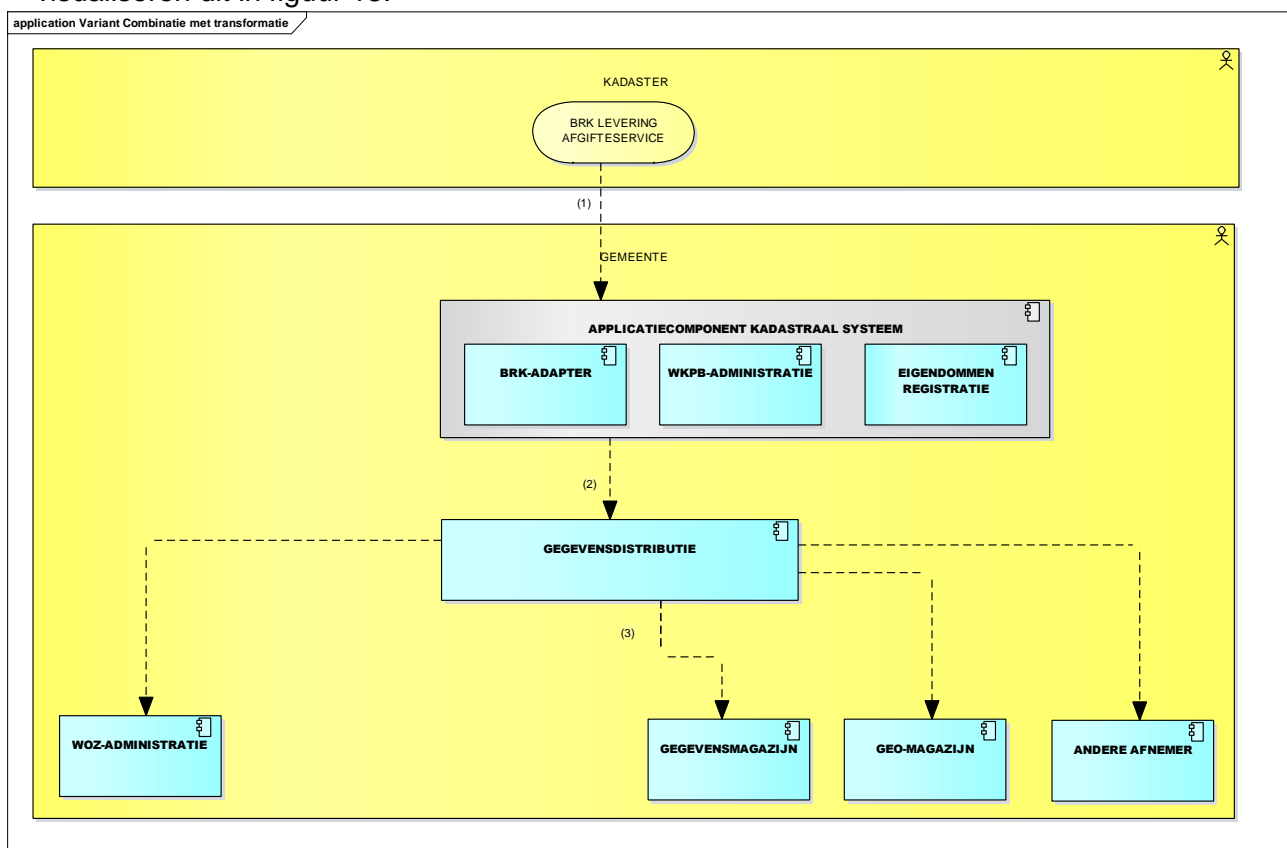 application Variant Combinatie met transformatie
KADASTER
BRK LEVERING
AFGIFTESERVICE
(1)
GEMEENTE
APPLICATIECOMPONENT KADASTRAAL SYSTEEM
BRK-ADAPTER
WKPB-ADMINISTRATIE
EIGENDOMMEN
REGISTRATIE
(2)
GEGEVENSDISTRIBUTIE
(3)
WOZ-ADMINISTRATIE
GEGEVENSMAGAZIJN
GEO-MAGAZIJN
ANDERE AFNEMER